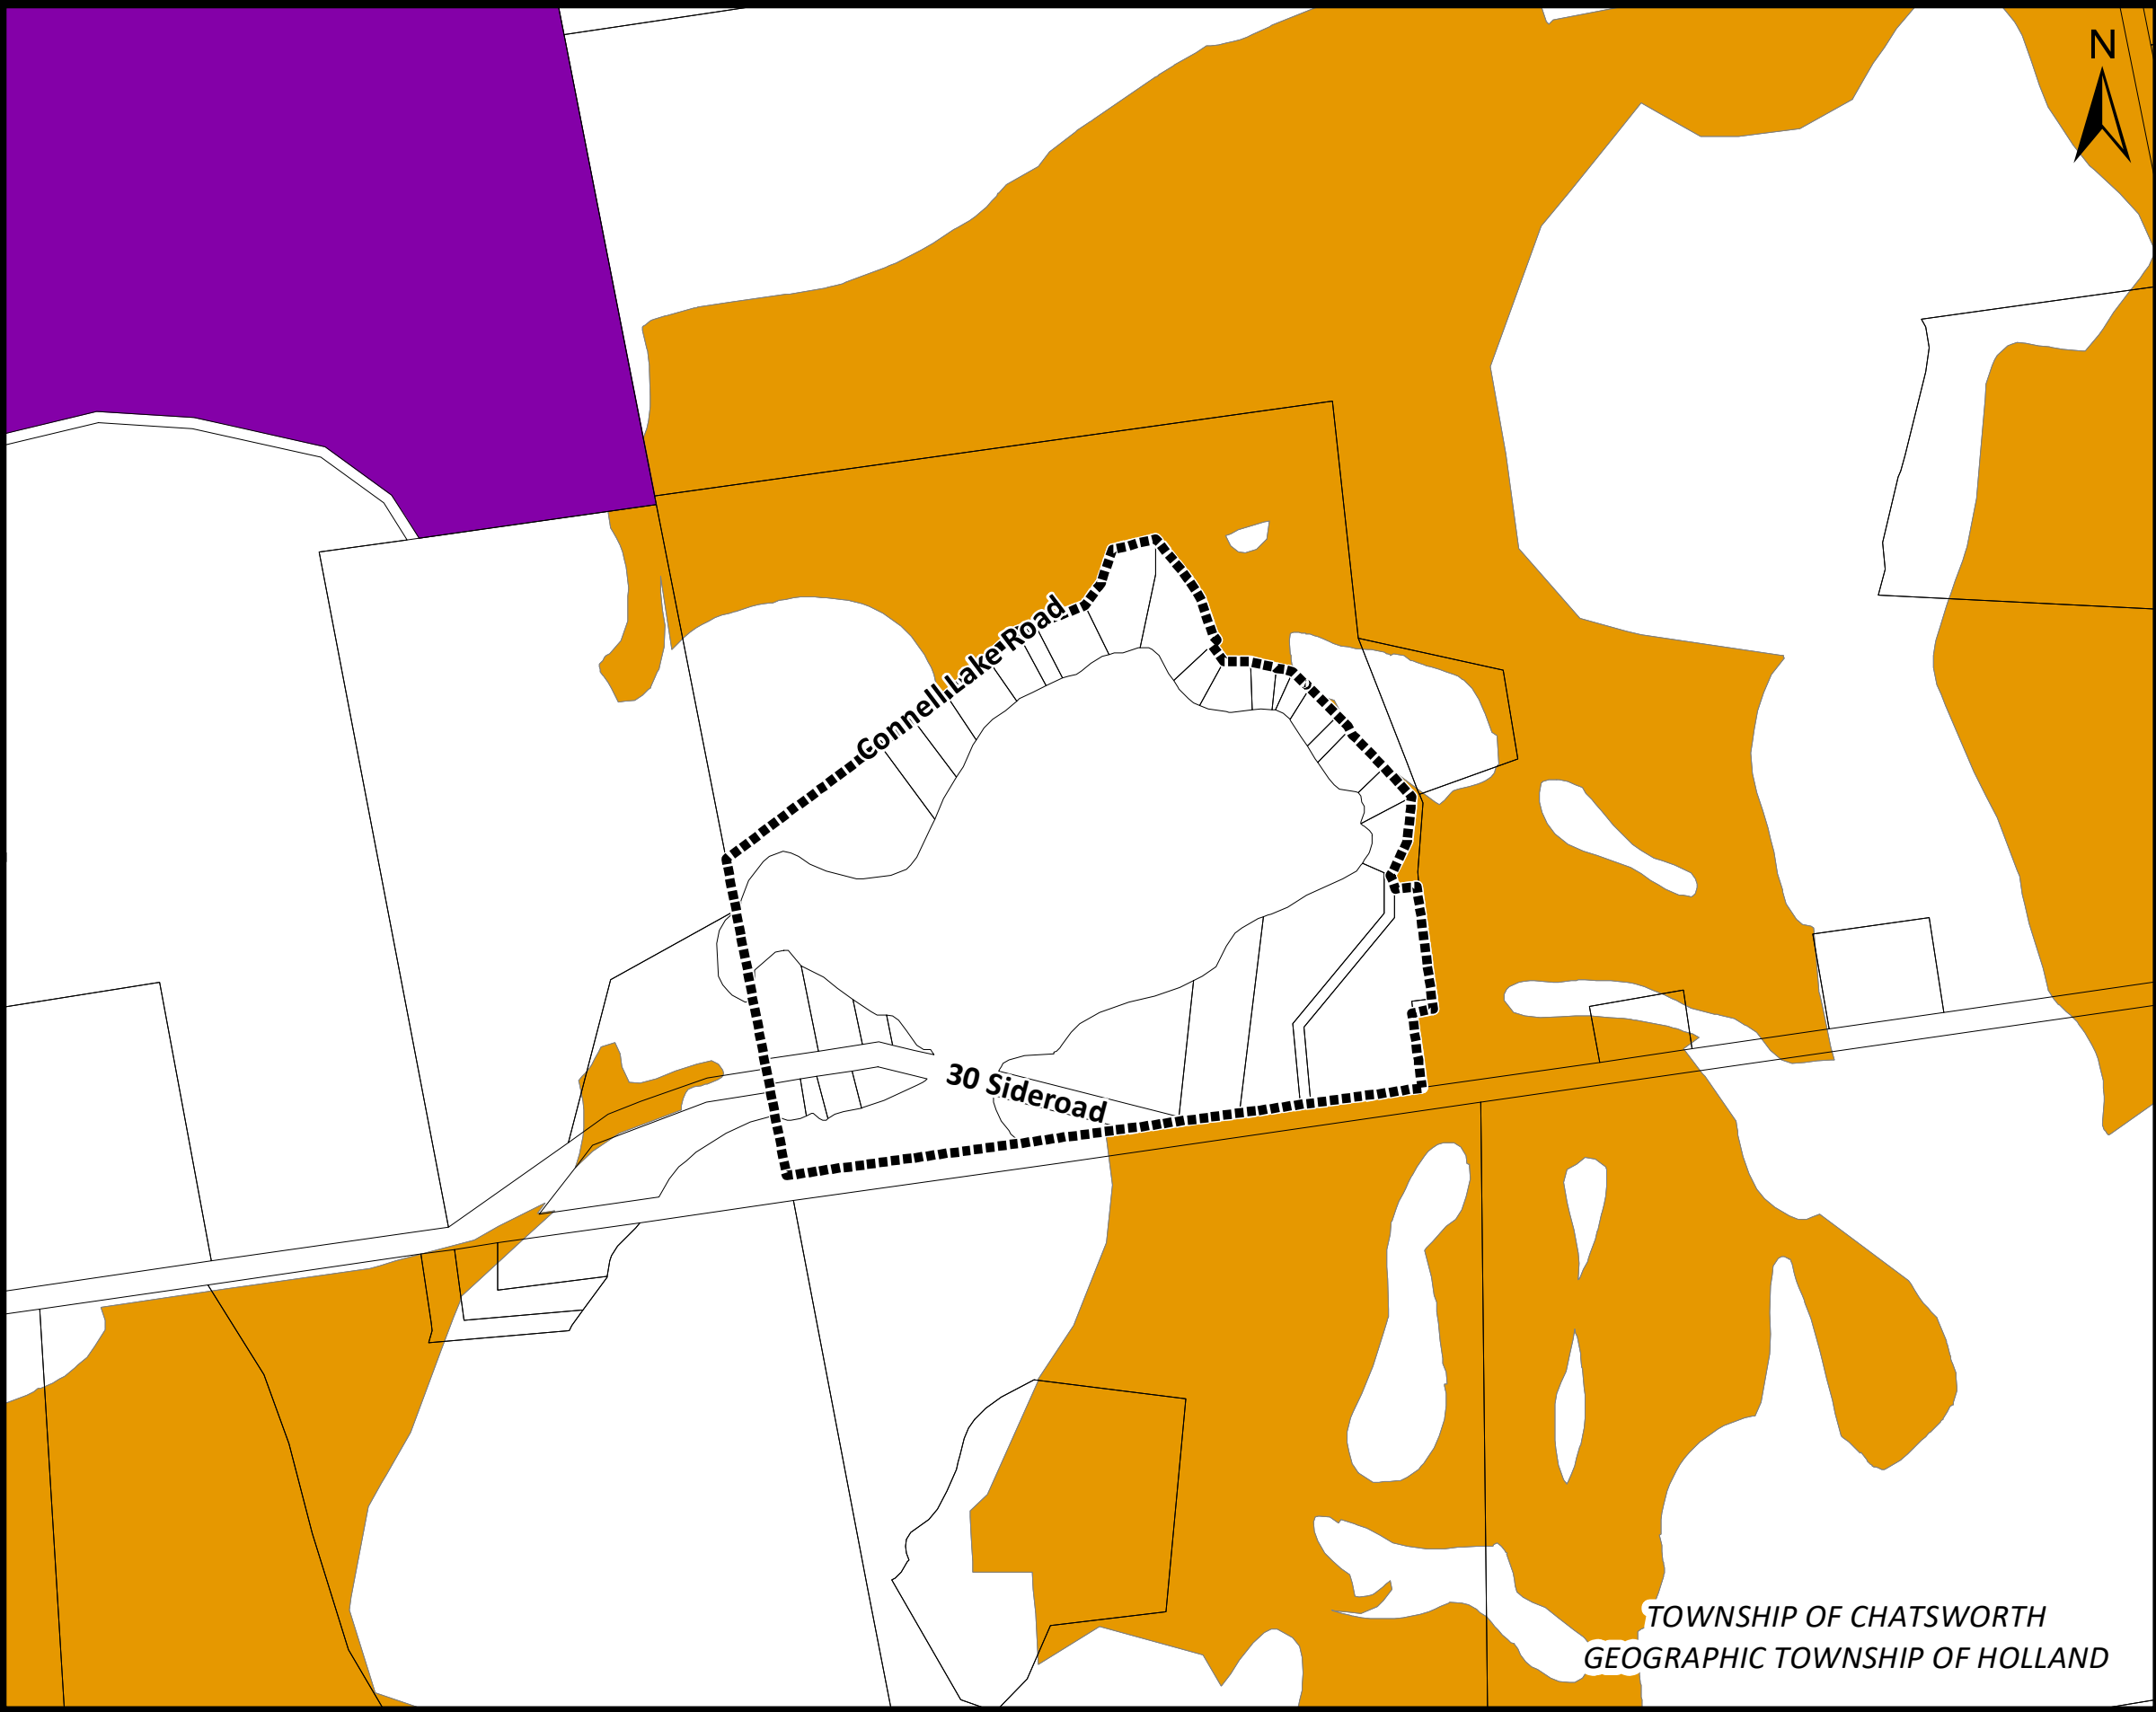 N
Connell Lake Road
30 Sideroad
TOWNSHIP OF CHATSWORTH
GEOGRAPHIC TOWNSHIP OF HOLLAND